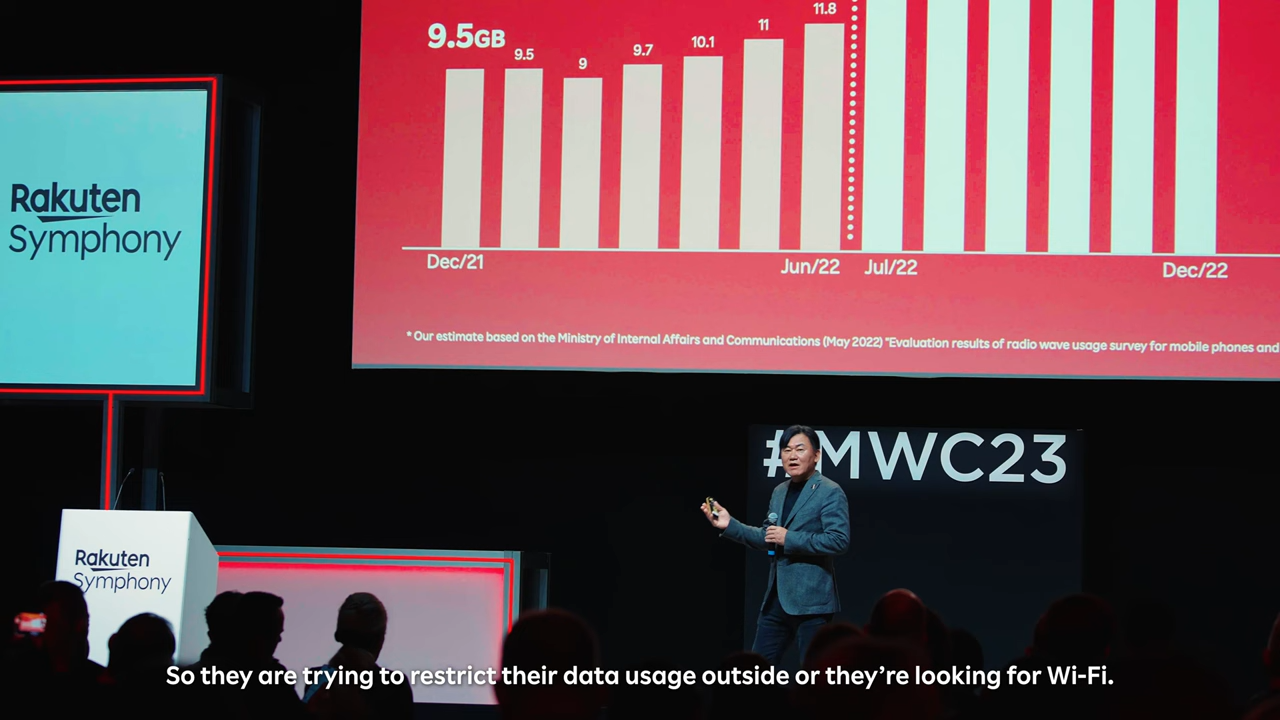 9.5GB
9.5
9
9.7
10.1
11
11.8
Dec/21
Jun/22
Jul/22
Dec/22
* Our estimate based on the Ministry of Internal Affairs and Communications (May 2022) "Evaluation results of radio wave usage survey for mobile phones and
Rakuten
Symphony
#MWC23
Rakuten
Symphony
So they are trying to restrict their data usage outside or they're looking for Wi-Fi.